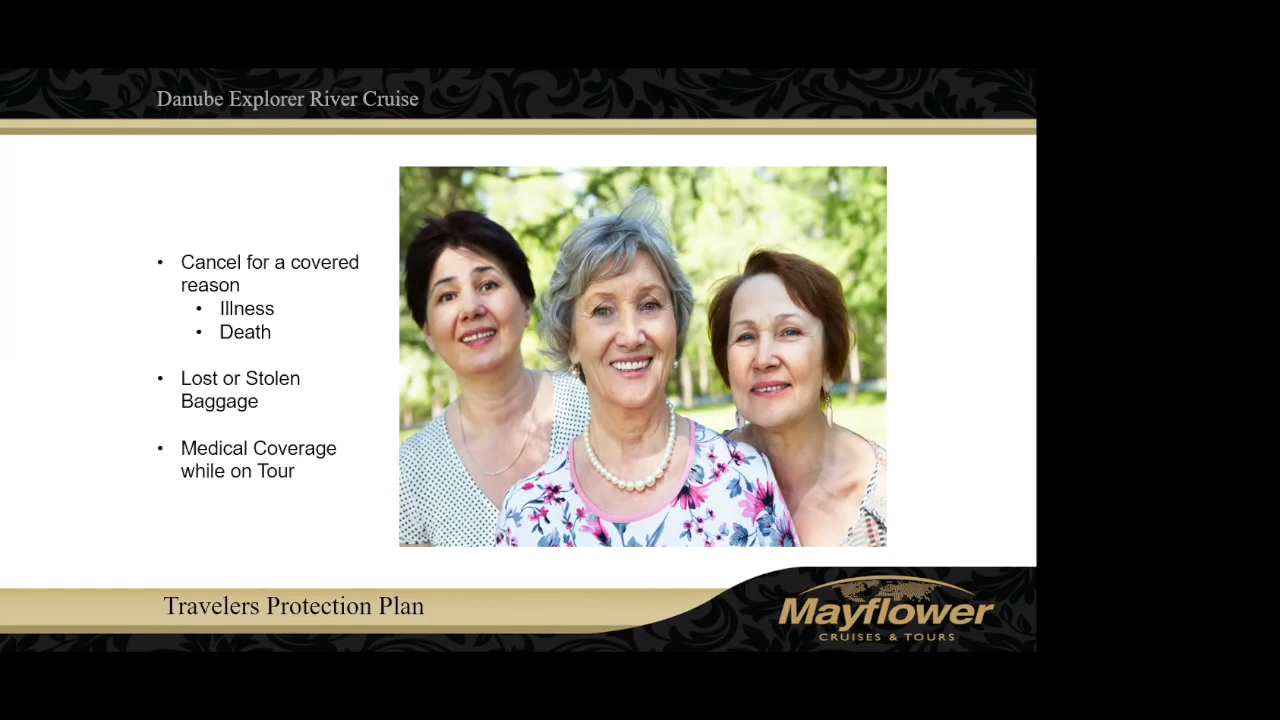 Danube Explorer River Cruise
• Cancel for a covered
reason
• Illness
• Death
• Lost or Stolen
Baggage
• Medical Coverage
while on Tour
Travelers Protection Plan
Mayflower
CRUISES & TOURS